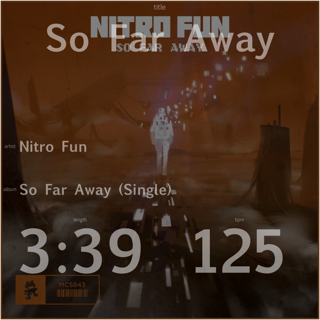 title
NITRO FUN
So Far Away
SO FAR AWAY
artist Nitro Fun
album So Far Away (Single)
length
bpm
3:39
125
MCS043